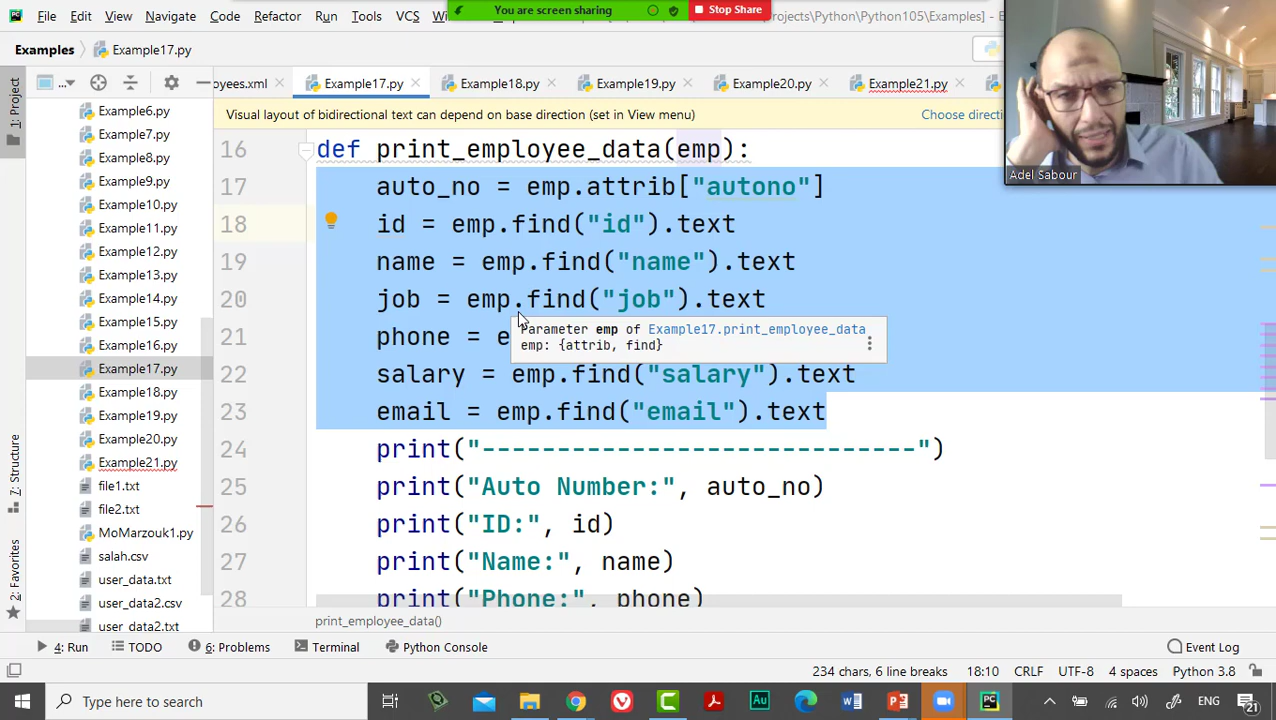 You are screen sharing
Stop Share
File Edit View Navigate Code Refactor Run Tools VCS
ojects\Python\Python105\Examples] - E
Examples Example17.py
1: Project
oyees.xml Example17.py Example18.py Example19.py Example20.py Example21.py
Visual layout of bidirectional text can depend on base direction (set in View menu)
Choose directi
Adel Sabour
Example6.py
Example7.py
Example8.py
Example9.py
Example10.py
Example11.py
Example12.py
Example13.py
Example14.py
Example15.py
Example16.py
Example17.py
Example18.py
Example19.py
Example20.py
Example21.py
file1.txt
file2.txt
MoMarzouk1.py
salah.csv
user_data.txt
user_data2.csv
user_data2.txt
7: Structure
2: Favorites
16 def print_employee_data(emp):
17 auto_no = emp.attrib["autono"]
18 id = emp.find("id").text
19 name = emp.find("name").text
20 job = emp.find("job").text
21 phone = e
Parameter emp of Example17.print_employee_data
emp: {attrib, find}
22 salary = emp.find("salary").text
23 email = emp.find("email").text
24 print("-----------------------------")
25 print("Auto Number:", auto_no)
26 print("ID:", id)
27 print("Name:", name)
28 print("Phone:", phone)
print_employee_data()
4: Run TODO 6: Problems Terminal Python Console Event Log
234 chars, 6 line breaks 18:10 CRLF UTF-8 4 spaces Python 3.8
Type here to search
ENG
21